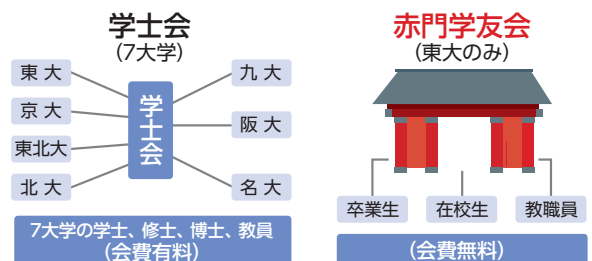 学士会
(7大学)
東大
京大
東北大
北大
学士会
九大
阪大
名大
7大学の学士、修士、博士、教員
(会費有料)
赤門学友会
(東大のみ)
卒業生
在校生
教職員
(会費無料)